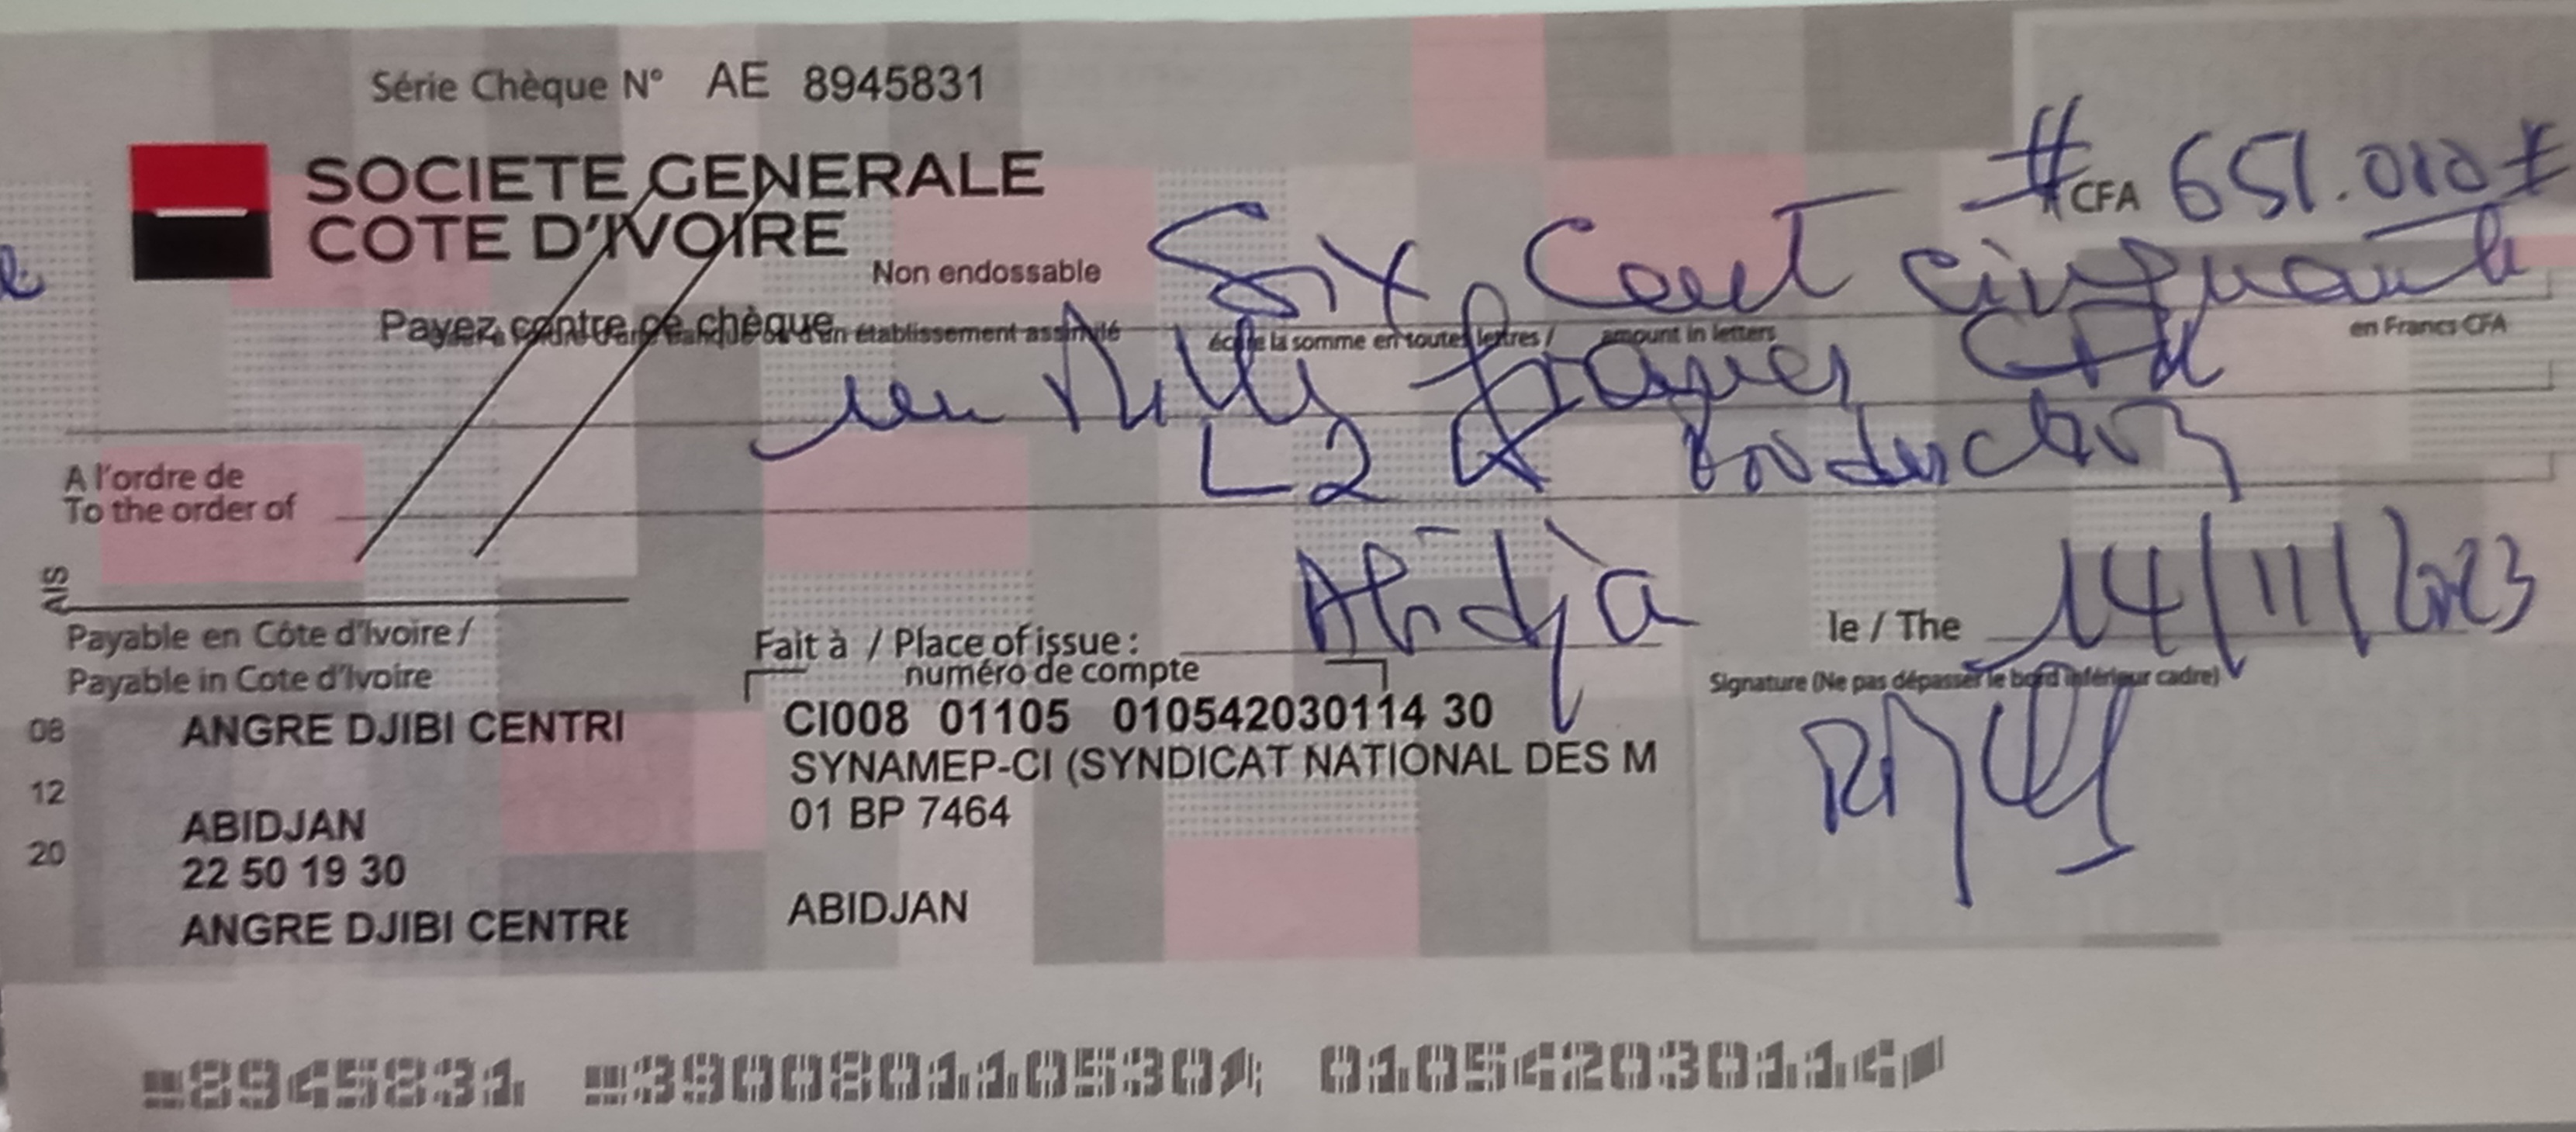 Série Chèque N° AE 8945831
SOCIETE GENERALE
COTE D'IVOIRE
Non endossable
# CFA 651.010 #
Six Cent cinquante
Payez contre ce chèque
un établissement assimilé
écrire la somme en toutes lettres / amount in letters
en Francs CFA
un Mille francs CFA
A l'ordre de
To the order of
L2 A Production
AIS
Payable en Côte d'Ivoire /
Payable in Cote d'Ivoire
Fait à / Place of issue : Abidja
le / The 14/11/2023
numéro de compte
Signature (Ne pas dépasser le bord inférieur cadre)
08 ANGRE DJIBI CENTRI
CI008 01105 010542030114 30
SYNAMEP-CI (SYNDICAT NATIONAL DES M
12
01 BP 7464
ABIDJAN
20
22 50 19 30
ABIDJAN
ANGRE DJIBI CENTRE
8945831 390080110530 010542030114